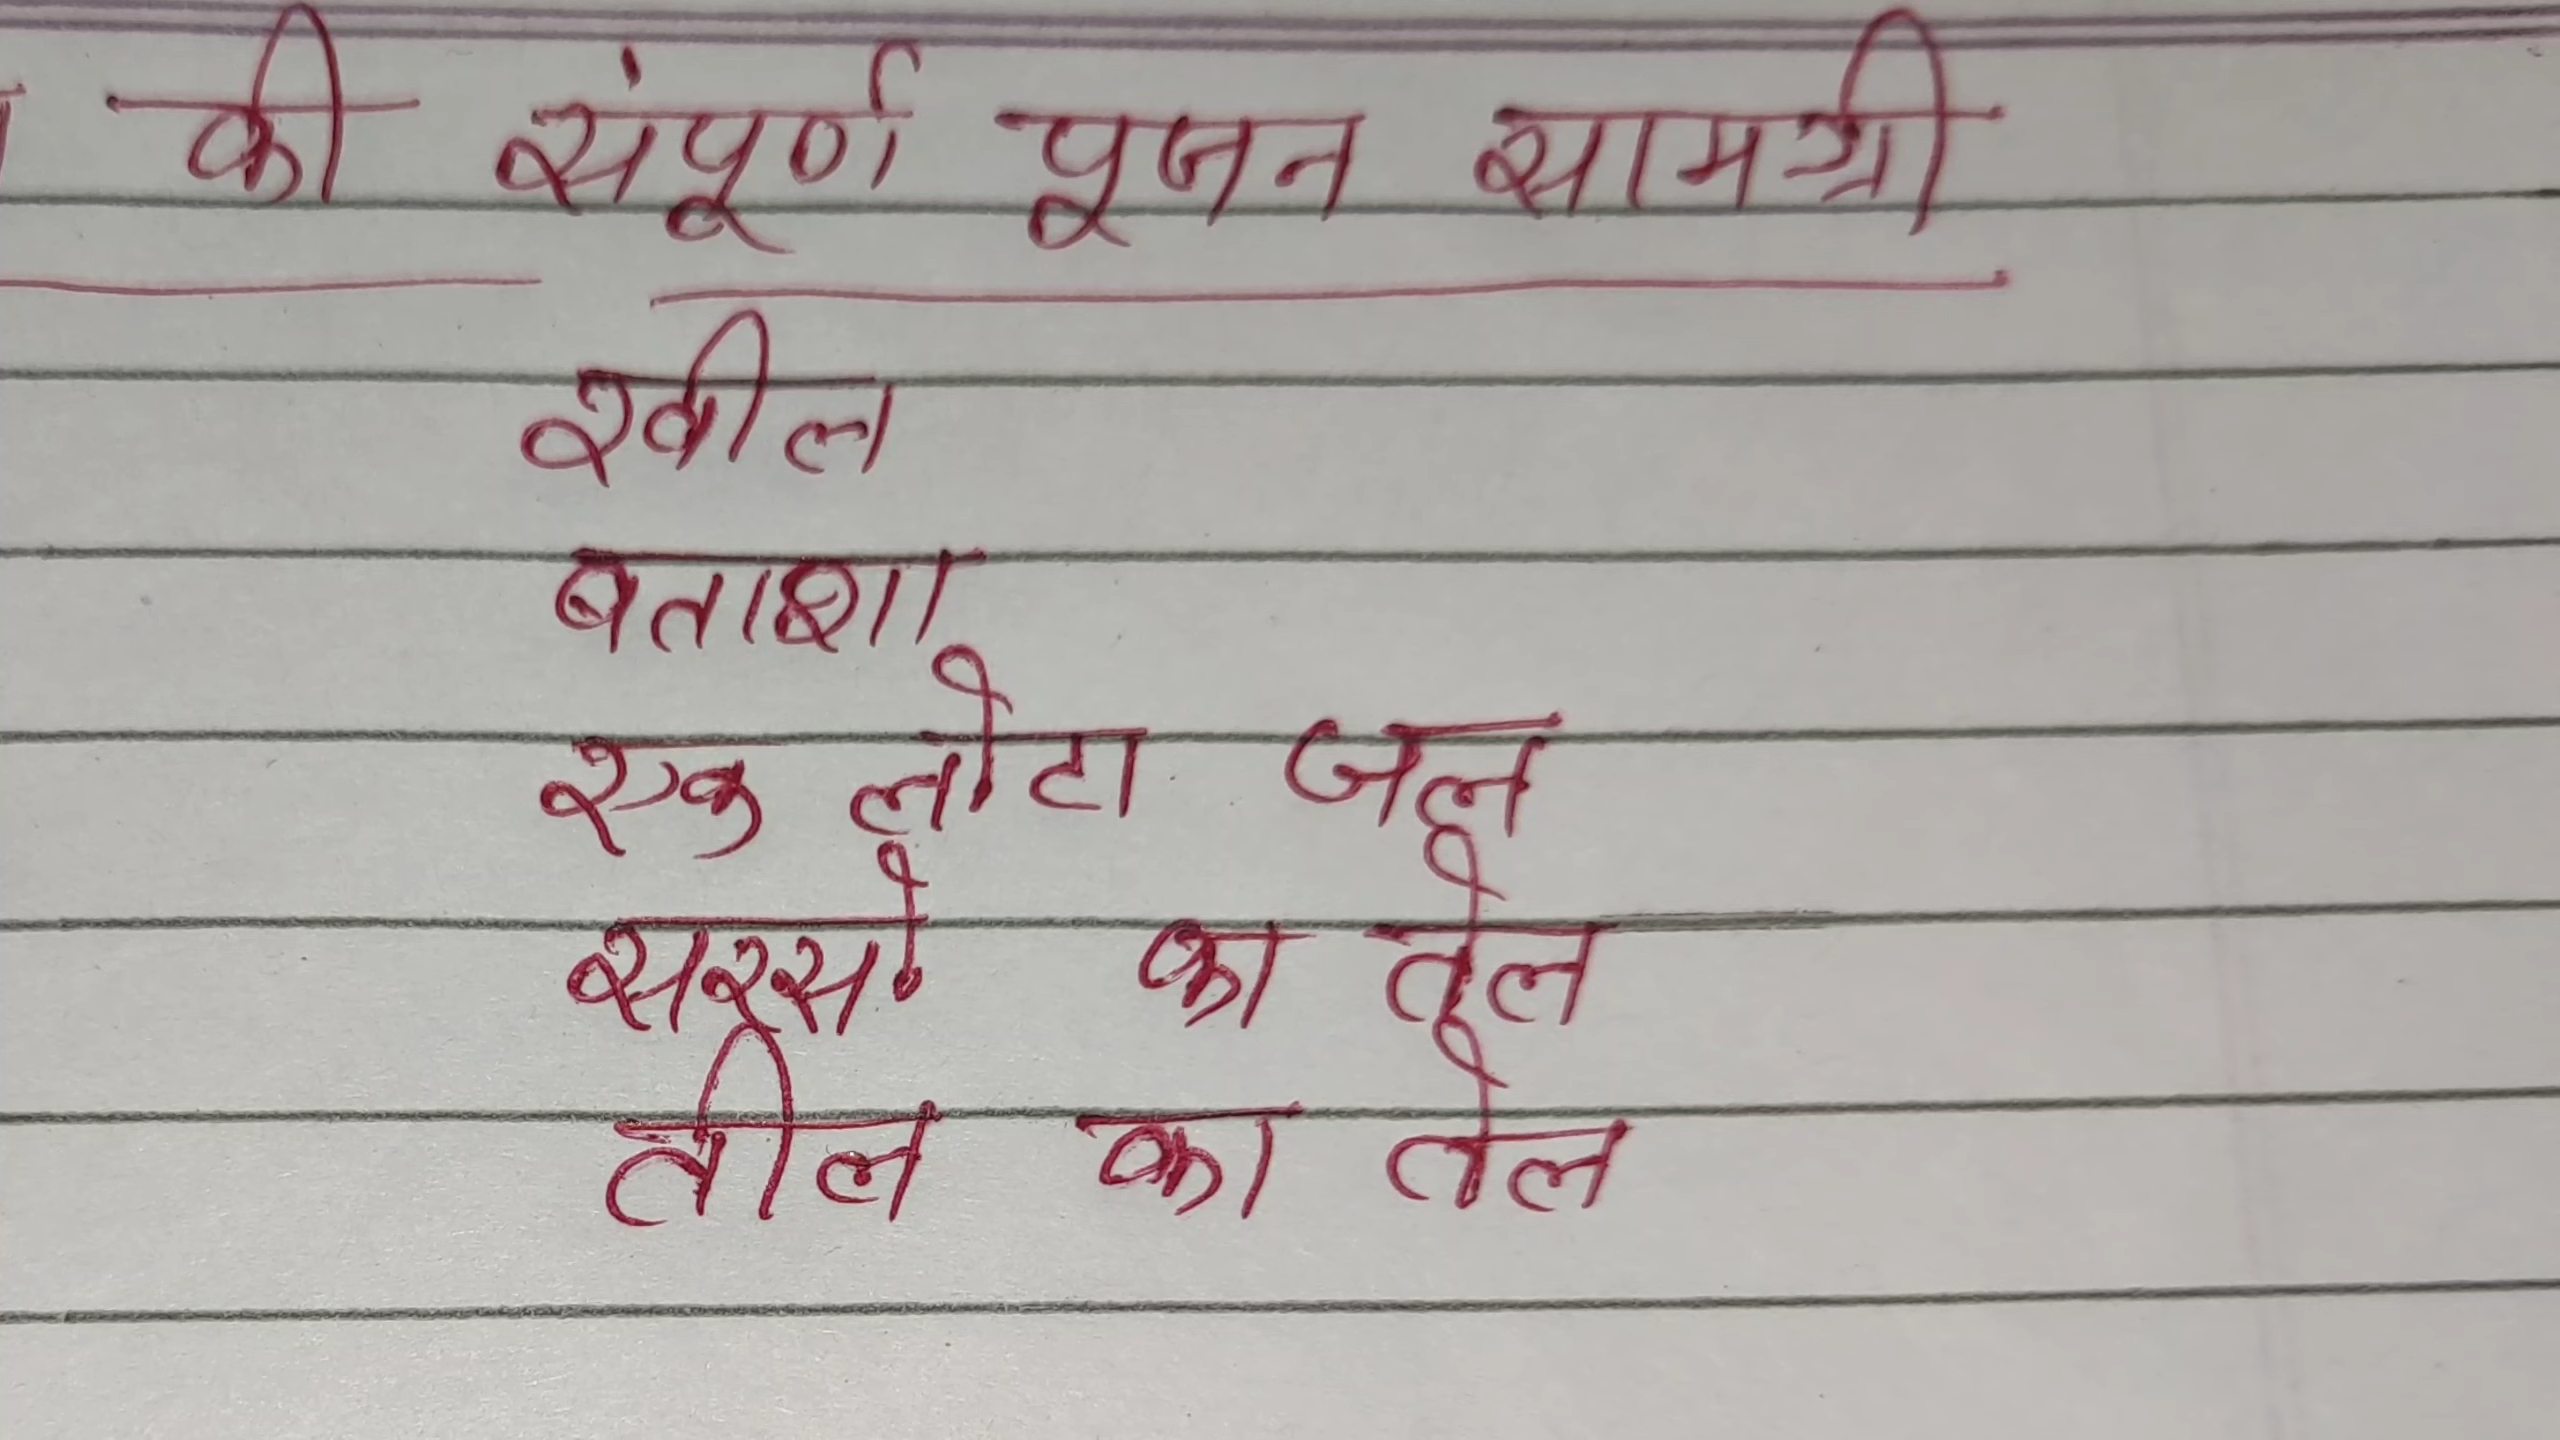 की संपूर्ण पूजन सामग्री
खील
बताशा
एक लोटा जल
सरसो का तेल
तील का तेल